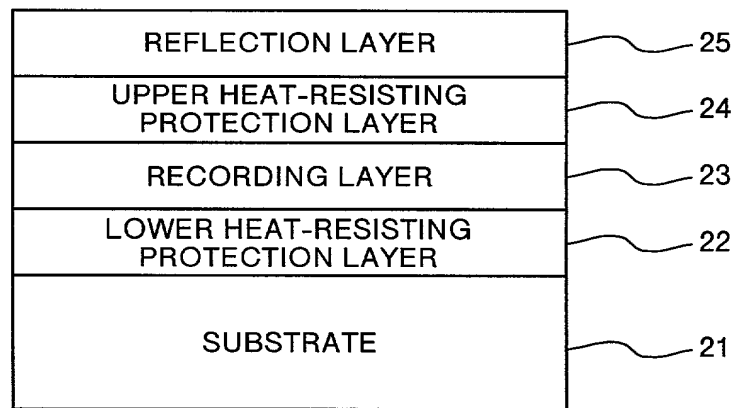 REFLECTION LAYER 25
UPPER HEAT-RESISTING
PROTECTION LAYER 24
RECORDING LAYER 23
LOWER HEAT-RESISTING
PROTECTION LAYER 22
SUBSTRATE 21